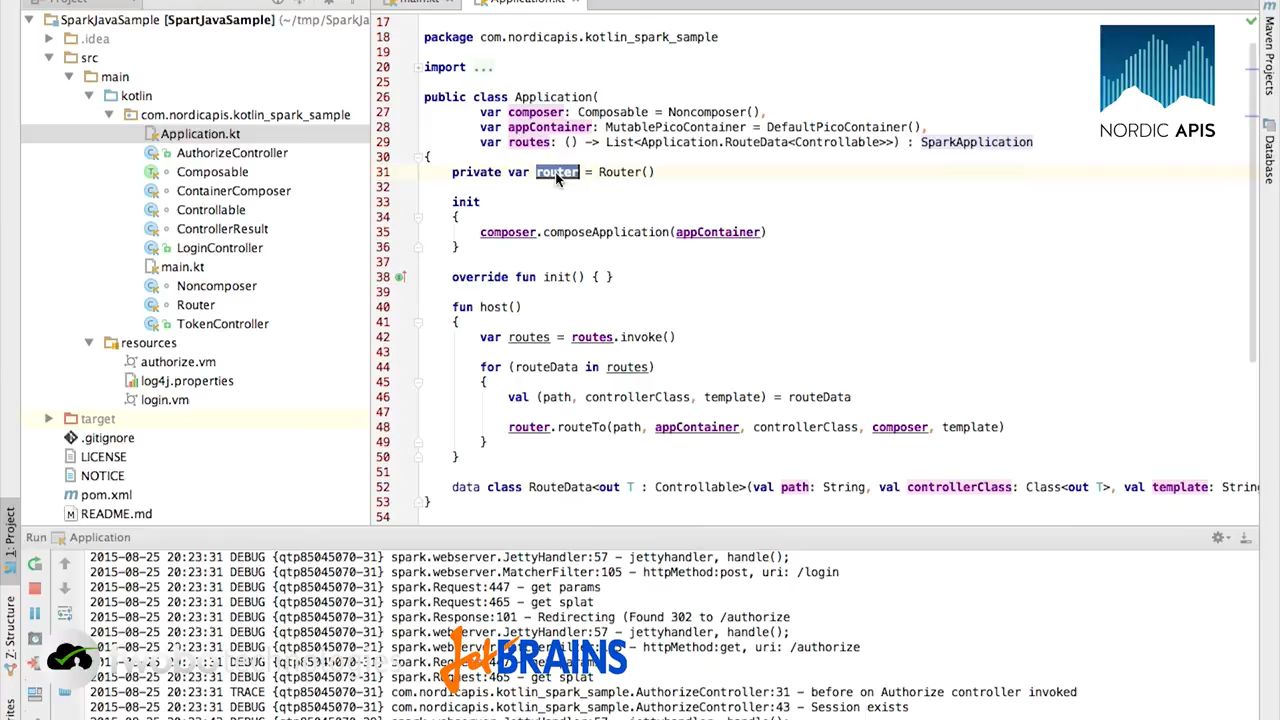 Project
main.kt ×
Application.kt ×
SparkJavaSample [SpartJavaSample] (~/tmp/SparkJa
.idea
src
main
kotlin
com.nordicapis.kotlin_spark_sample
Application.kt
AuthorizeController
Composable
ContainerComposer
Controllable
ControllerResult
LoginController
main.kt
Noncomposer
Router
TokenController
resources
authorize.vm
log4j.properties
login.vm
target
.gitignore
LICENSE
NOTICE
pom.xml
README.md
17
18 package com.nordicapis.kotlin_spark_sample
19
20 import ...
25
26 public class Application(
27 var composer: Composable = Noncomposer(),
28 var appContainer: MutablePicoContainer = DefaultPicoContainer(),
29 var routes: () -> List<Application.RouteData<Controllable>>) : SparkApplication
30 {
31 private var router = Router()
32
33 init
34 {
35 composer.composeApplication(appContainer)
36 }
37
38 override fun init() { }
39
40 fun host()
41 {
42 var routes = routes.invoke()
43
44 for (routeData in routes)
45 {
46 val (path, controllerClass, template) = routeData
47
48 router.routeTo(path, appContainer, controllerClass, composer, template)
49 }
50 }
51
52 data class RouteData<out T : Controllable>(val path: String, val controllerClass: Class<out T>, val template: Strin
53 }
54
NORDIC APIS
Maven Projects
Database
1: Project
7: Structure
rites
Run Application
2015-08-25 20:23:31 DEBUG {qtp85045070-31} spark.webserver.JettyHandler:57 - jettyhandler, handle();
2015-08-25 20:23:31 DEBUG {qtp85045070-31} spark.webserver.MatcherFilter:105 - httpMethod:post, uri: /login
2015-08-25 20:23:31 DEBUG {qtp85045070-31} spark.Request:447 - get params
2015-08-25 20:23:31 DEBUG {qtp85045070-31} spark.Request:465 - get splat
2015-08-25 20:23:31 DEBUG {qtp85045070-31} spark.Response:101 - Redirecting (Found 302 to /authorize
2015-08-25 20:23:31 DEBUG {qtp85045070-31} spark.webserver.JettyHandler:57 - jettyhandler, handle();
2015-08-25 20:23:31 DEBUG {qtp85045070-31} httpMethod:get, uri: /authorize
params
2015-08-25 20:23:31 TRACE {qtp85045070-31} com.nordicapis.kotlin_spark_sample.AuthorizeController:31 - before on Authorize controller invoked
com.nordicapis.kotlin_spark_sample.AuthorizeController:43 - Session exists
JetBRAINS